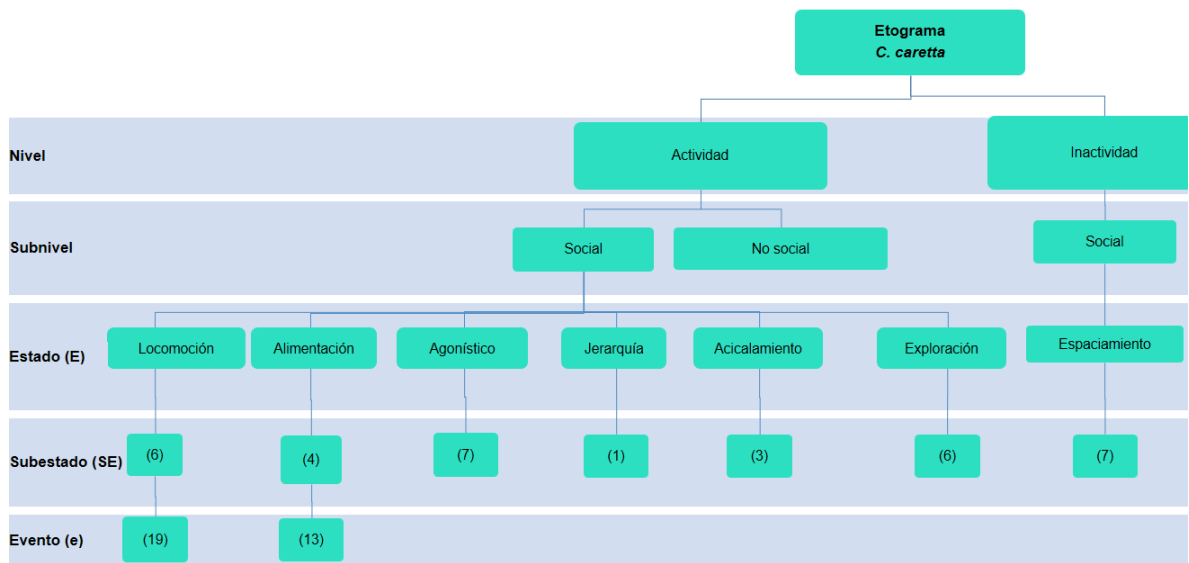 Etograma
C. caretta
Nivel
Actividad
Inactividad
Subnivel
Social
No social
Social
Estado (E)
Locomoción
Alimentación
Agonístico
Jerarquía
Acicalamiento
Exploración
Espaciamiento
Subestado (SE)
(6)
(4)
(7)
(1)
(3)
(6)
(7)
Evento (e)
(19)
(13)